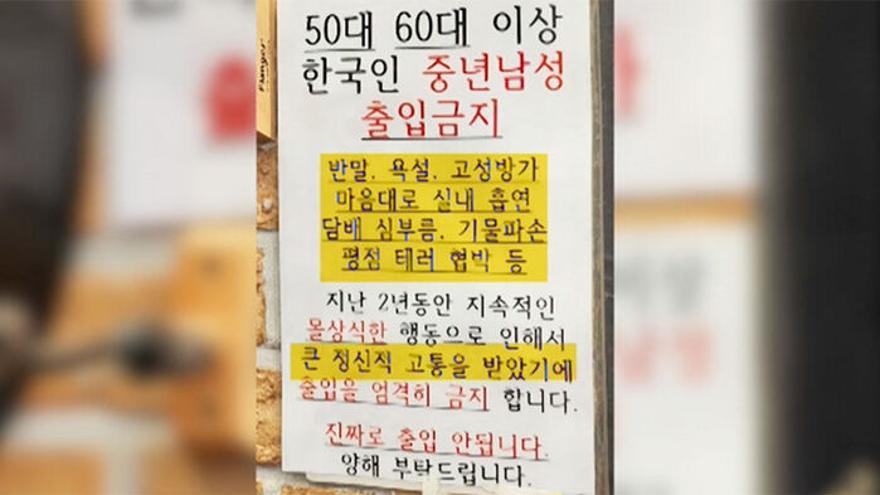 50대 60대 이상
한국인 중년남성
출입금지
반말. 욕설. 고성방가
마음대로 실내 흡연
담배 심부름. 기물파손
평점 테러 협박 등
지난 2년동안 지속적인
몰상식한 행동으로 인해서
큰 정신적 고통을 받았기에
출입을 엄격히 금지 합니다.
진짜로 출입 안됩니다.
양해 부탁드립니다.